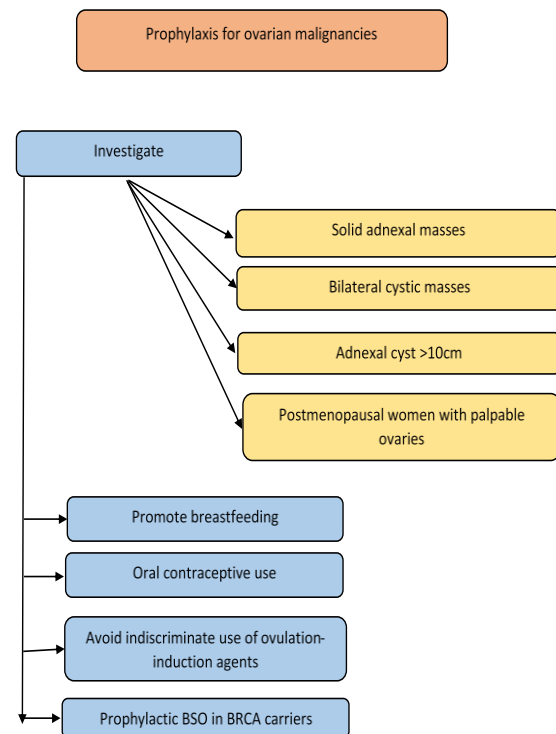 Prophylaxis for ovarian malignancies
Investigate
Solid adnexal masses
Bilateral cystic masses
Adnexal cyst >10cm
Postmenopausal women with palpable
ovaries
Promote breastfeeding
Oral contraceptive use
Avoid indiscriminate use of ovulation-
induction agents
Prophylactic BSO in BRCA carriers